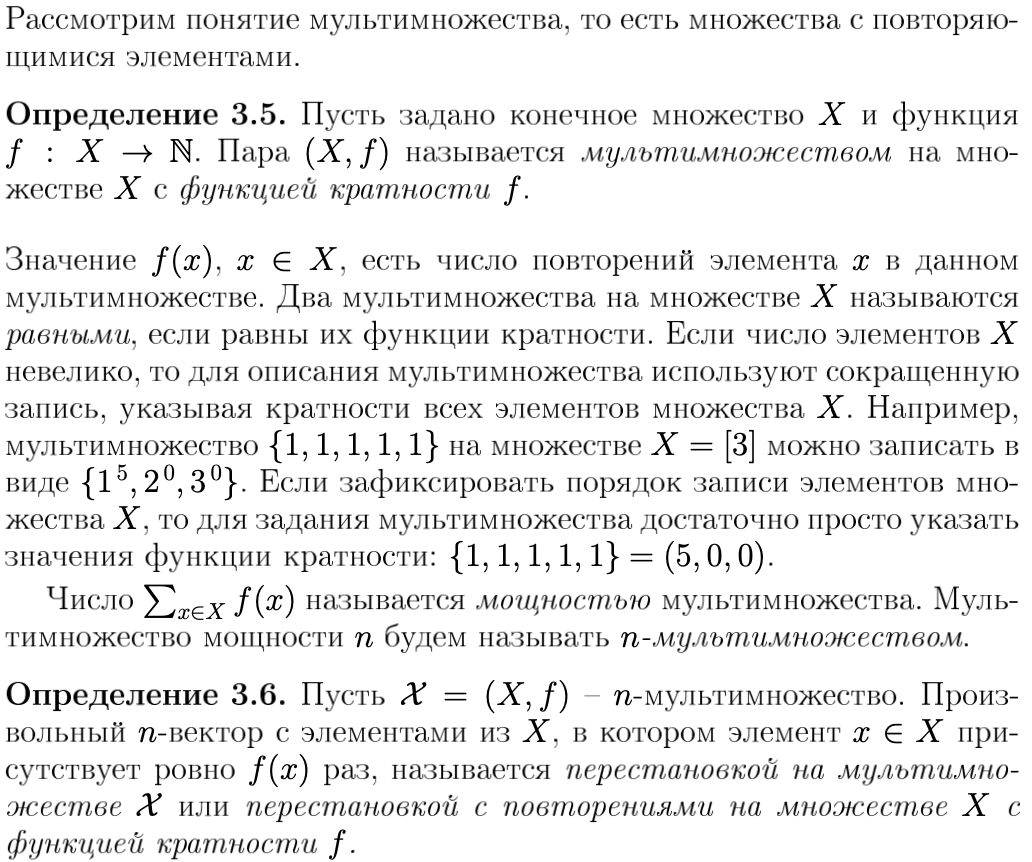 Рассмотрим понятие мультимножества, то есть множества с повторяю-
щимися элементами.
Определение 3.5. Пусть задано конечное множество X и функция
f : X → ℕ. Пара (X, f) называется мультимножеством на мно-
жестве X с функцией кратности f.
Значение f(x), x ∈ X, есть число повторений элемента x в данном
мультимножестве. Два мультимножества на множестве X называются
равными, если равны их функции кратности. Если число элементов X
невелико, то для описания мультимножества используют сокращенную
запись, указывая кратности всех элементов множества X. Например,
мультимножество {1, 1, 1, 1, 1} на множестве X = [3] можно записать в
виде {1⁵, 2⁰, 3⁰}. Если зафиксировать порядок записи элементов мно-
жества X, то для задания мультимножества достаточно просто указать
значения функции кратности: {1, 1, 1, 1, 1} = (5, 0, 0).
Число ∑_{x∈X} f(x) называется мощностью мультимножества. Муль-
тимножество мощности n будем называть n-мультимножеством.
Определение 3.6. Пусть 𝒳 = (X, f) – n-мультимножество. Произ-
вольный n-вектор с элементами из X, в котором элемент x ∈ X при-
сутствует ровно f(x) раз, называется перестановкой на мультимно-
жестве 𝒳 или перестановкой с повторениями на множестве X с
функцией кратности f.